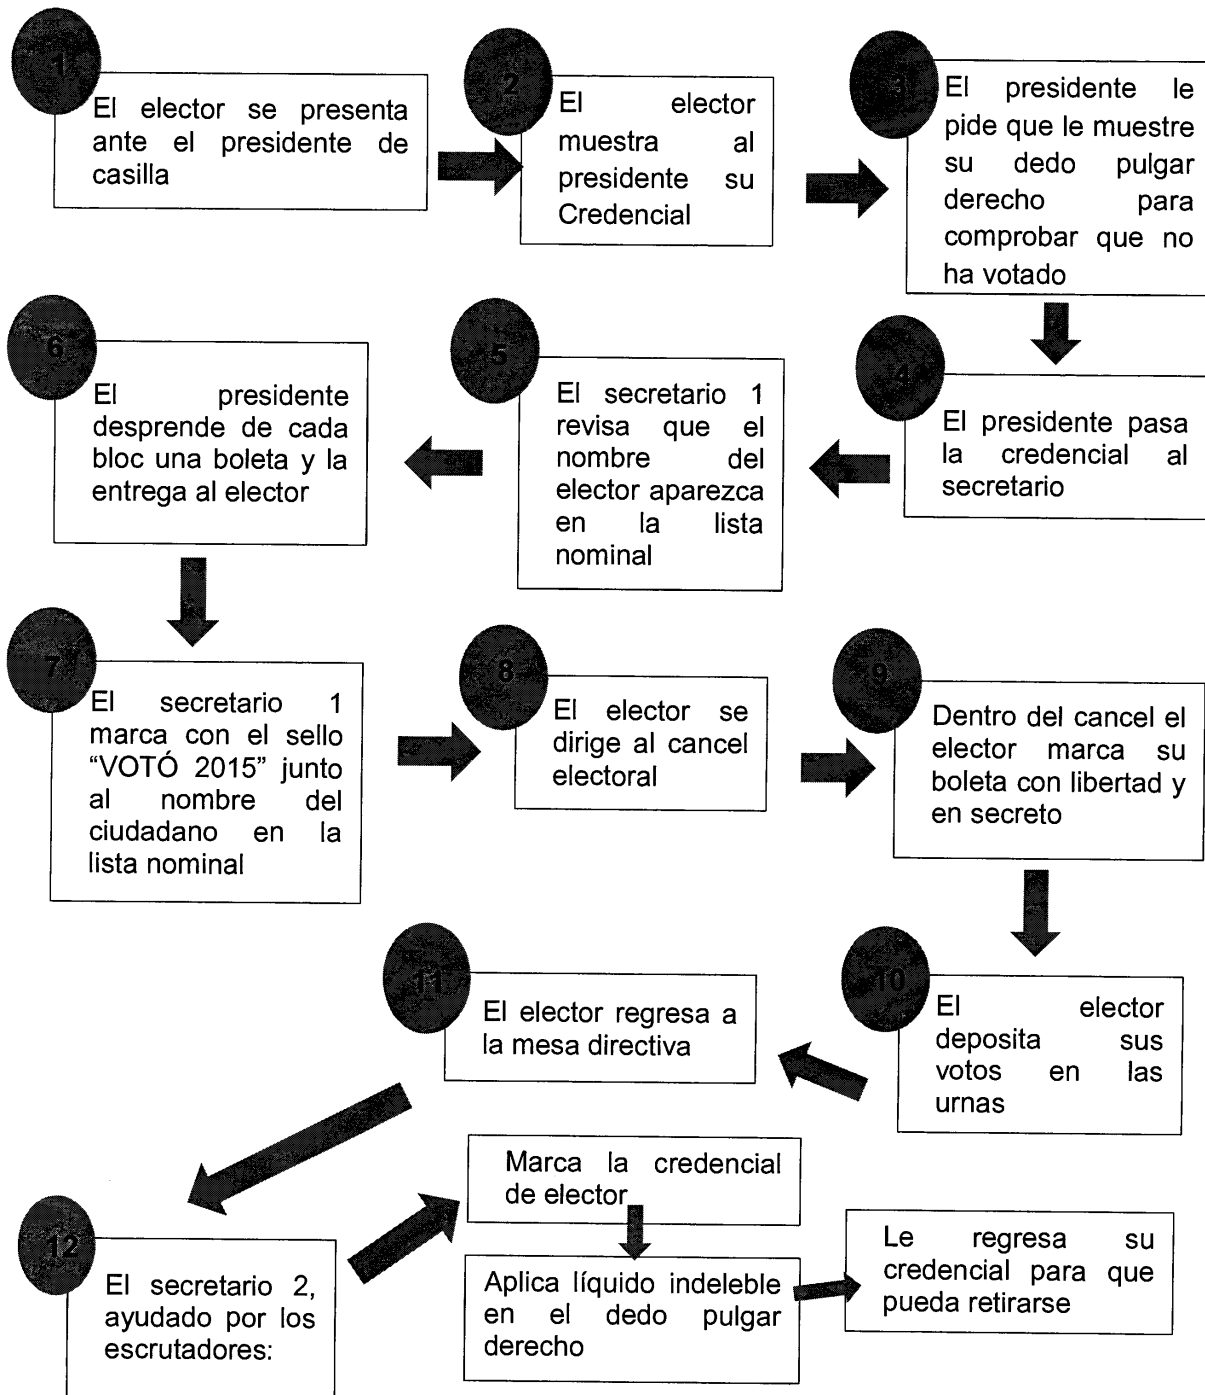 1
El elector se presenta
ante el presidente de
casilla
2
El elector
muestra al
presidente su
Credencial
3
El presidente le
pide que le muestre
su dedo pulgar
derecho para
comprobar que no
ha votado
4
El presidente pasa
la credencial al
secretario
5
El secretario 1
revisa que el
nombre del
elector aparezca
en la lista
nominal
6
El presidente
desprende de cada
bloc una boleta y la
entrega al elector
7
El secretario 1
marca con el sello
“VOTÓ 2015” junto
al nombre del
ciudadano en la
lista nominal
8
El elector se
dirige al cancel
electoral
9
Dentro del cancel el
elector marca su
boleta con libertad y
en secreto
10
El elector
deposita sus
votos en las
urnas
11
El elector regresa a
la mesa directiva
12
El secretario 2,
ayudado por los
escrutadores:
Marca la credencial
de elector
Aplica líquido indeleble
en el dedo pulgar
derecho
Le regresa su
credencial para que
pueda retirarse